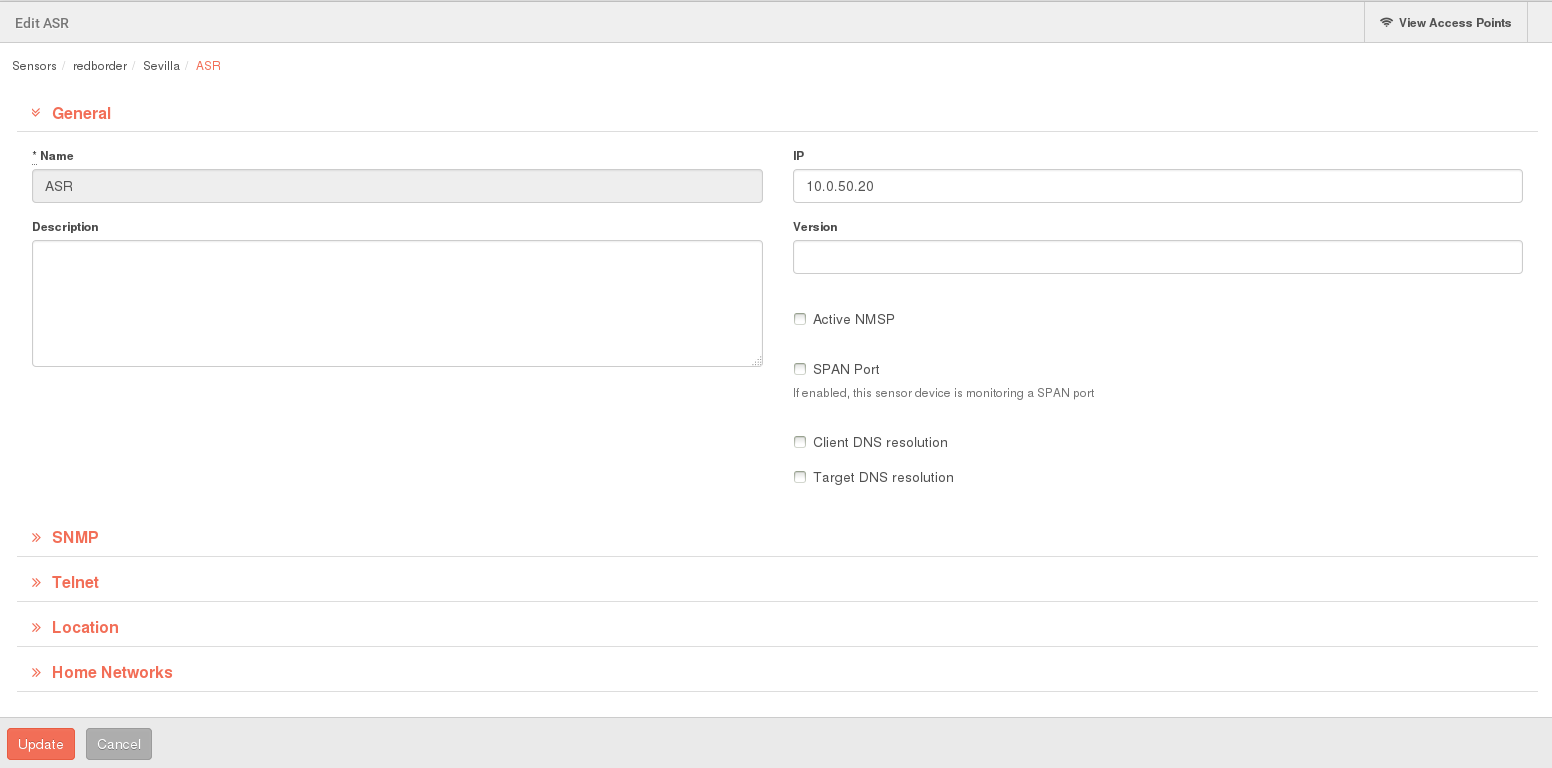 Edit ASR
View Access Points
Sensors / redborder / Sevilla / ASR
General
* Name
ASR
IP
10.0.50.20
Description
Version
Active NMSP
SPAN Port
If enabled, this sensor device is monitoring a SPAN port
Client DNS resolution
Target DNS resolution
SNMP
Telnet
Location
Home Networks
Update
Cancel